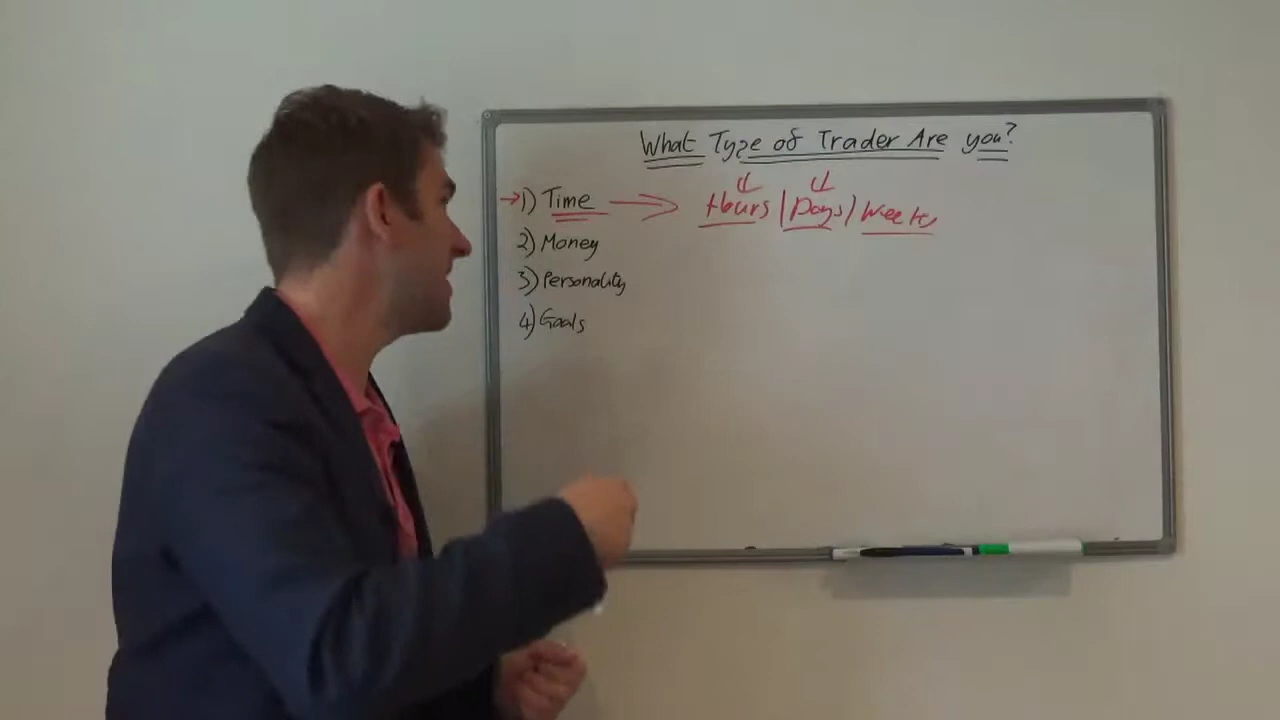 What Type of Trader Are you?
→1) Time → Hours | Days | Weeks
2) Money
3) Personality
4) Goals